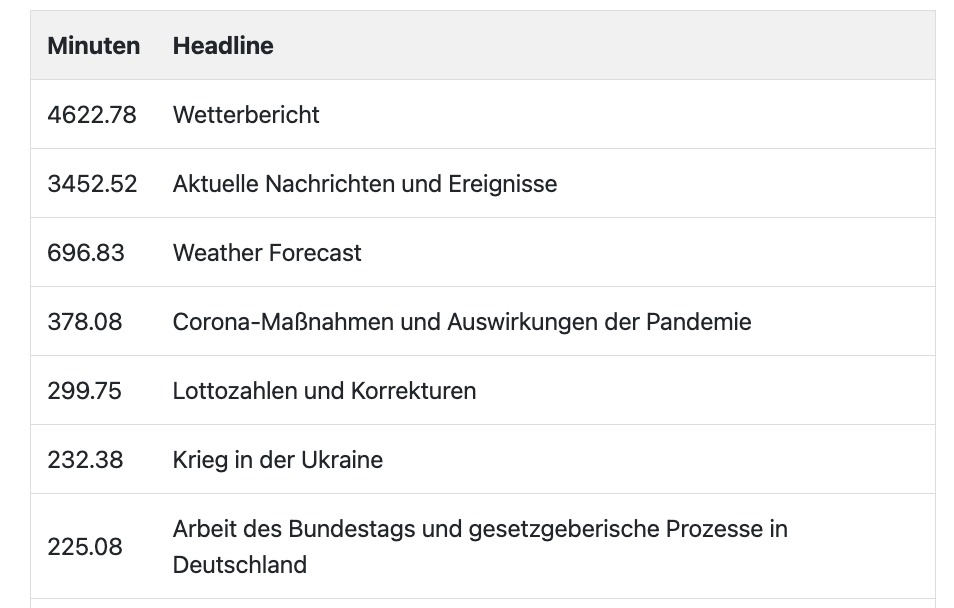 Minuten Headline
4622.78 Wetterbericht
3452.52 Aktuelle Nachrichten und Ereignisse
696.83 Weather Forecast
378.08 Corona-Maßnahmen und Auswirkungen der Pandemie
299.75 Lottozahlen und Korrekturen
232.38 Krieg in der Ukraine
225.08 Arbeit des Bundestags und gesetzgeberische Prozesse in
Deutschland